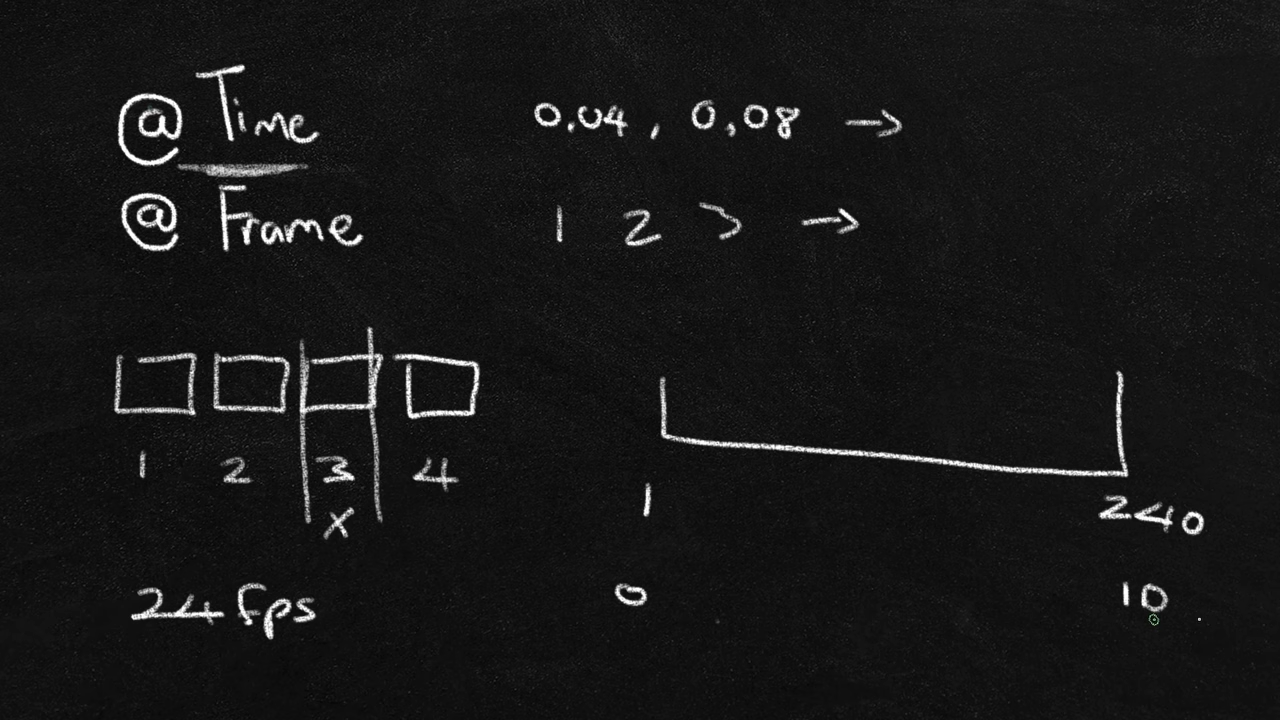 @ Time 0.04, 0.08 →
@ Frame 1 2 3 →
1 2 3 4
X
1 240
24 fps 0 10